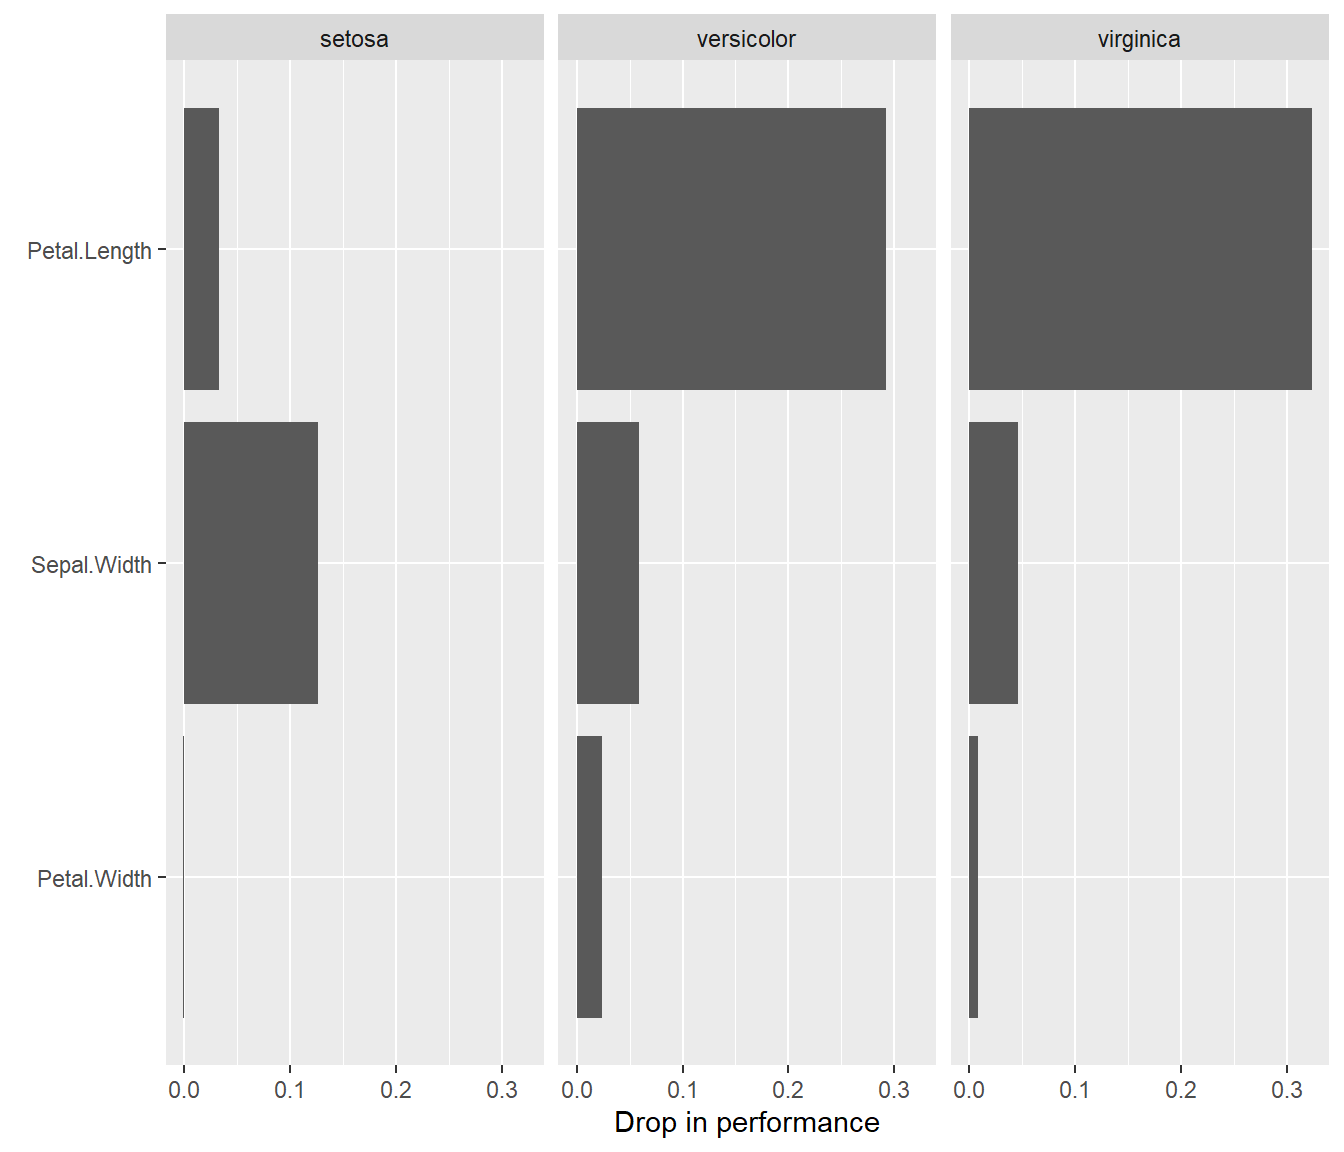 setosa versicolor virginica
Petal.Length
Sepal.Width
Petal.Width
0.0 0.1 0.2 0.3 0.0 0.1 0.2 0.3 0.0 0.1 0.2 0.3
Drop in performance